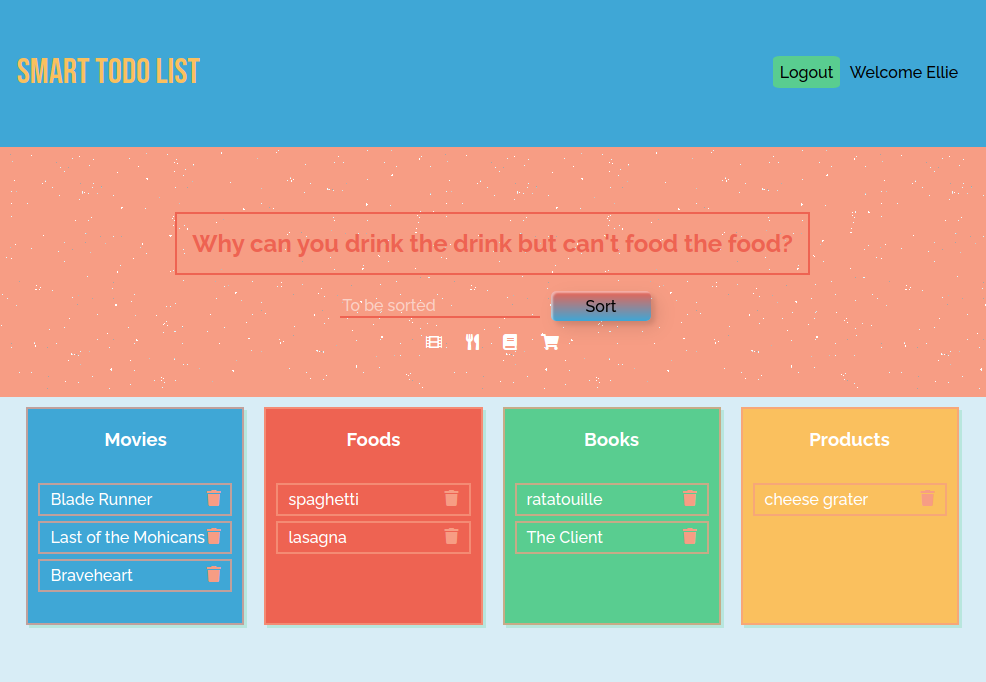 SMART TODO LIST
Logout Welcome Ellie
Why can you drink the drink but can't food the food?
To be sorted
Sort
Movies
Blade Runner
Last of the Mohicans
Braveheart
Foods
spaghetti
lasagna
Books
ratatouille
The Client
Products
cheese grater